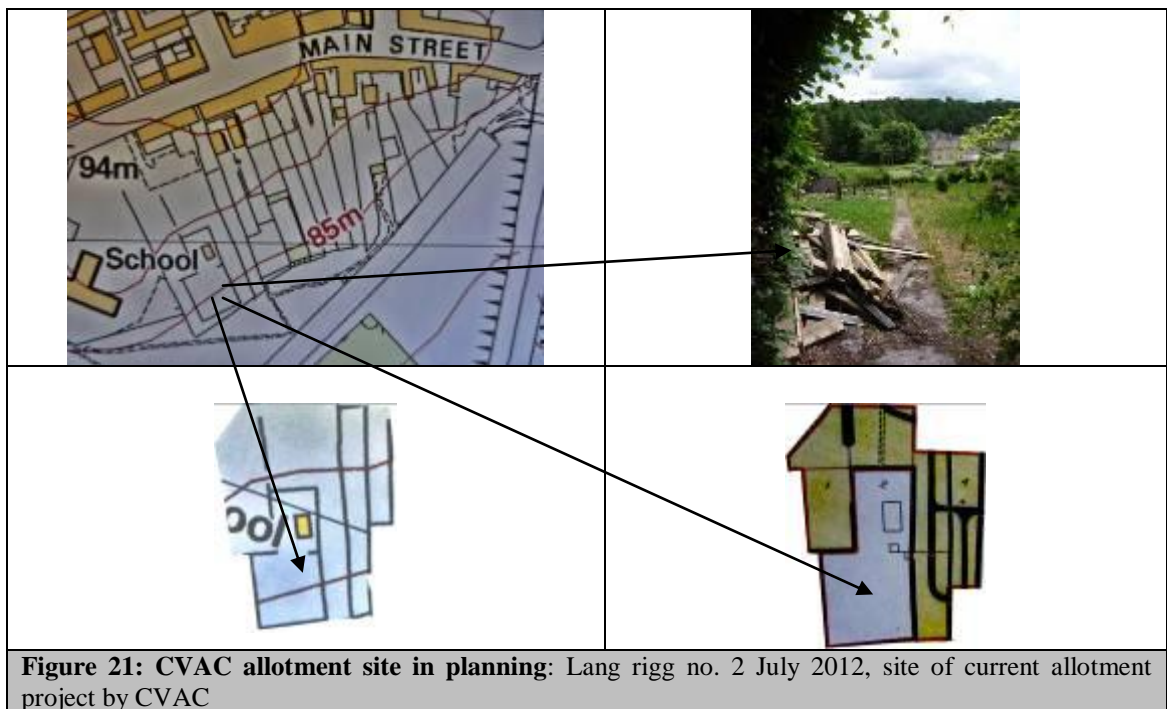 MAIN STREET
94m
85m
School
ool
Figure 21: CVAC allotment site in planning: Lang rigg no. 2 July 2012, site of current allotment
project by CVAC